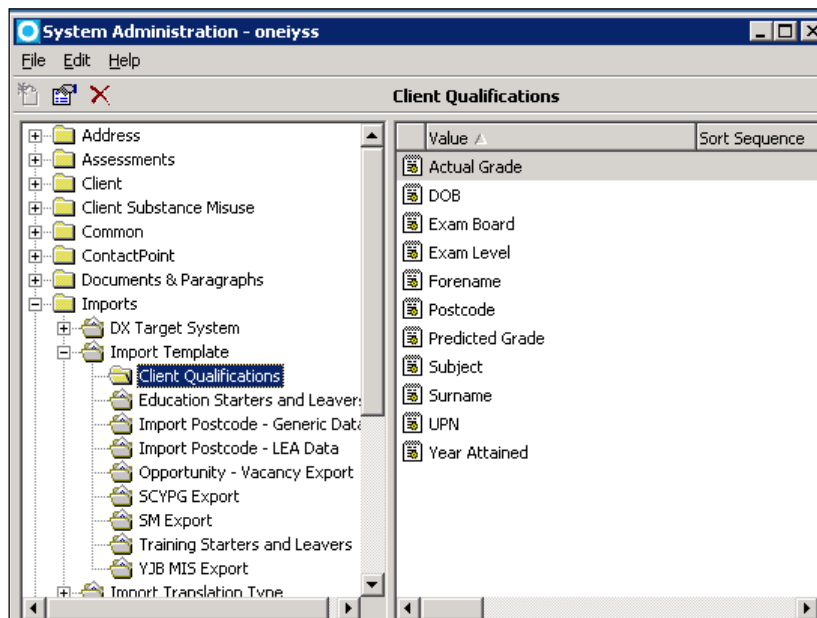 System Administration - oneiyss
File Edit Help
Client Qualifications
Address
Assessments
Client
Client Substance Misuse
Common
ContactPoint
Documents & Paragraphs
Imports
DX Target System
Import Template
Client Qualifications
Education Starters and Leavers
Import Postcode - Generic Data
Import Postcode - LEA Data
Opportunity - Vacancy Export
SCYPG Export
SM Export
Training Starters and Leavers
YJB MIS Export
Import Translation Type
Value Sort Sequence
Actual Grade
DOB
Exam Board
Exam Level
Forename
Postcode
Predicted Grade
Subject
Surname
UPN
Year Attained